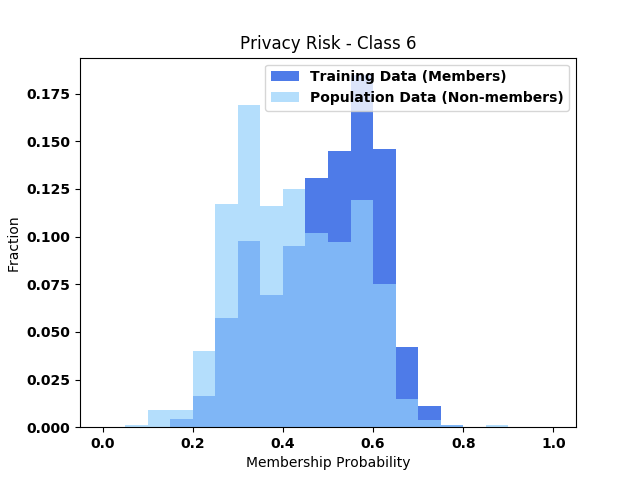 Privacy Risk - Class 6
Training Data (Members)
Population Data (Non-members)
Fraction
0.175
0.150
0.125
0.100
0.075
0.050
0.025
0.000
0.0 0.2 0.4 0.6 0.8 1.0
Membership Probability